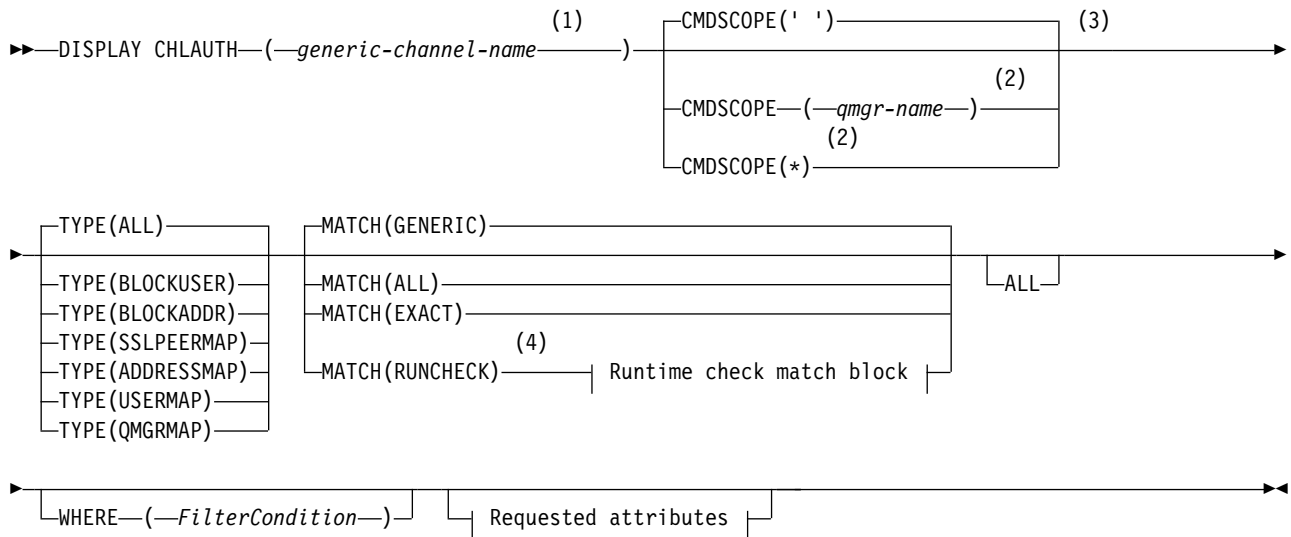 (1) CMDSCOPE(' ') (3)
DISPLAY CHLAUTH ( generic-channel-name )
(2)
CMDSCOPE ( qmgr-name )
(2)
CMDSCOPE(*)
TYPE(ALL) MATCH(GENERIC)
TYPE(BLOCKUSER) MATCH(ALL) ALL
TYPE(BLOCKADDR) MATCH(EXACT)
TYPE(SSLPEERMAP) (4)
TYPE(ADDRESSMAP) MATCH(RUNCHECK) Runtime check match block
TYPE(USERMAP)
TYPE(QMGRMAP)
WHERE ( FilterCondition ) Requested attributes